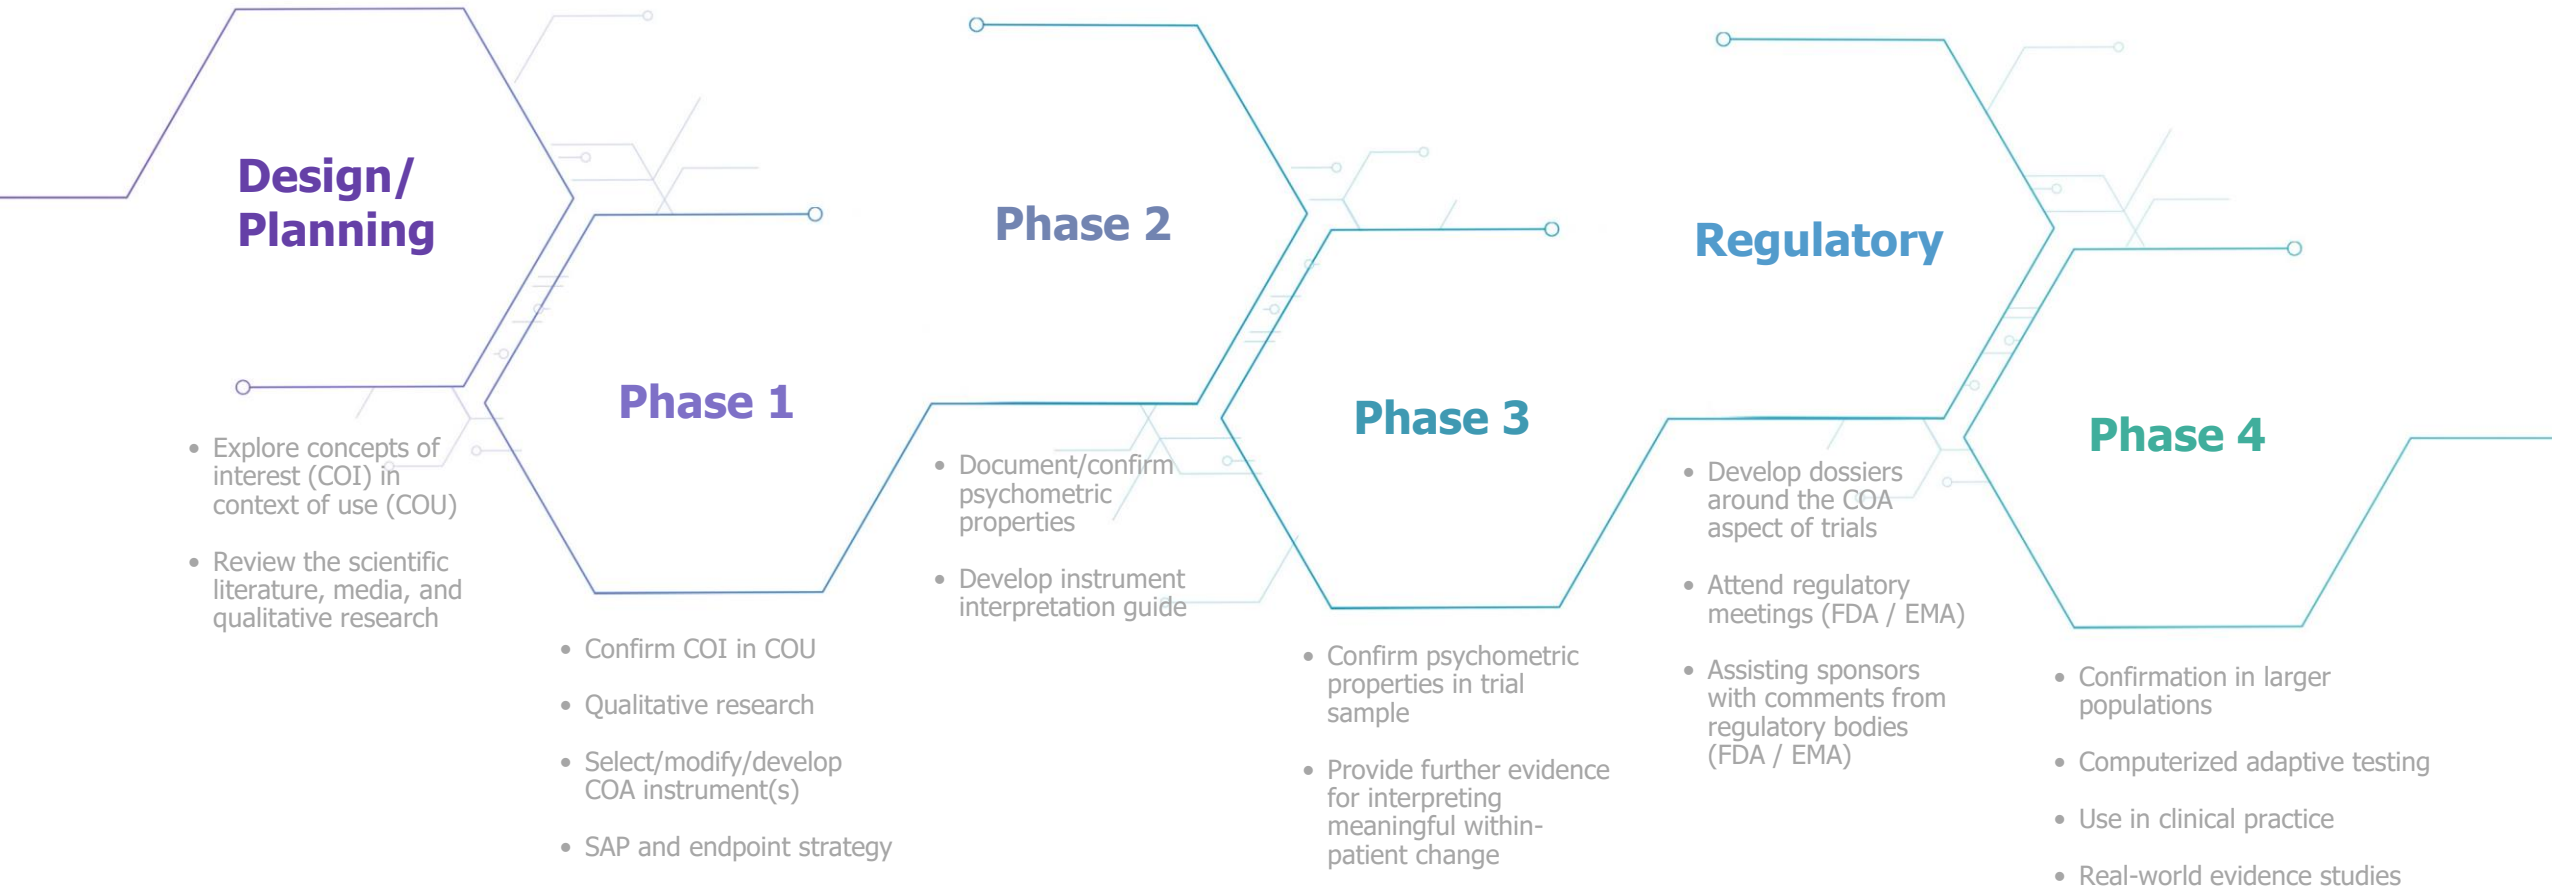 Design/
Planning
• Explore concepts of
interest (COI) in
context of use (COU)
• Review the scientific
literature, media, and
qualitative research
Phase 1
• Confirm COI in COU
• Qualitative research
• Select/modify/develop
COA instrument(s)
• SAP and endpoint strategy
Phase 2
• Document/confirm
psychometric
properties
• Develop instrument
interpretation guide
Phase 3
• Confirm psychometric
properties in trial
sample
• Provide further evidence
for interpreting
meaningful within-
patient change
Regulatory
• Develop dossiers
around the COA
aspect of trials
• Attend regulatory
meetings (FDA / EMA)
• Assisting sponsors
with comments from
regulatory bodies
(FDA / EMA)
Phase 4
• Confirmation in larger
populations
• Computerized adaptive testing
• Use in clinical practice
• Real-world evidence studies